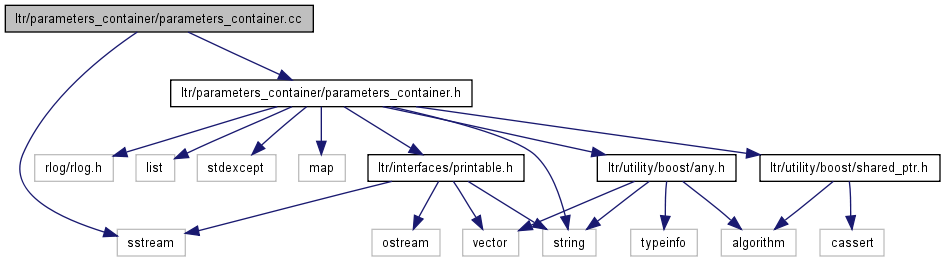 ltr/parameters_container/parameters_container.cc
ltr/parameters_container/parameters_container.h
rlog/rlog.h
list
stdexcept
map
ltr/interfaces/printable.h
ltr/utility/boost/any.h
ltr/utility/boost/shared_ptr.h
sstream
ostream
vector
string
typeinfo
algorithm
cassert